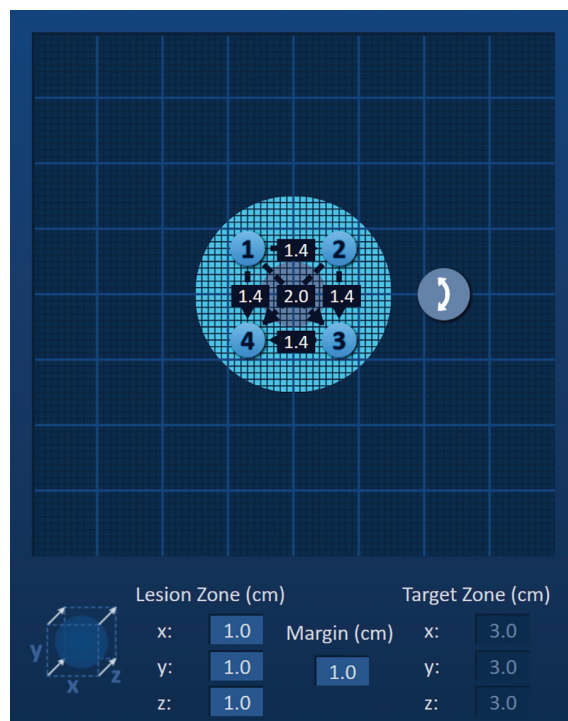 1 1.4 2
1.4 2.0 1.4
4 1.4 3
Lesion Zone (cm) Target Zone (cm)
x: 1.0 Margin (cm) x: 3.0
y: 1.0 1.0 y: 3.0
z: 1.0 z: 3.0
y
x
z